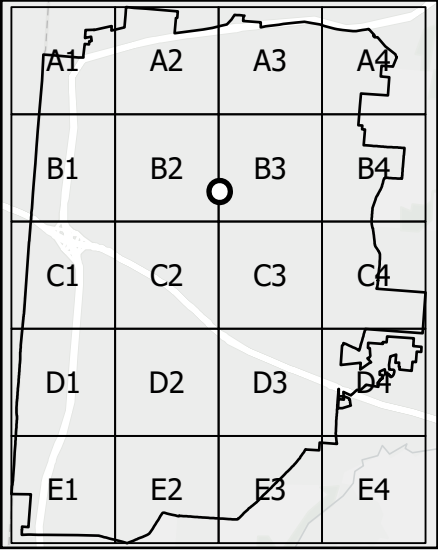 A1 A2 A3 A4
B1 B2 B3 B4
C1 C2 C3 C4
D1 D2 D3 D4
E1 E2 E3 E4